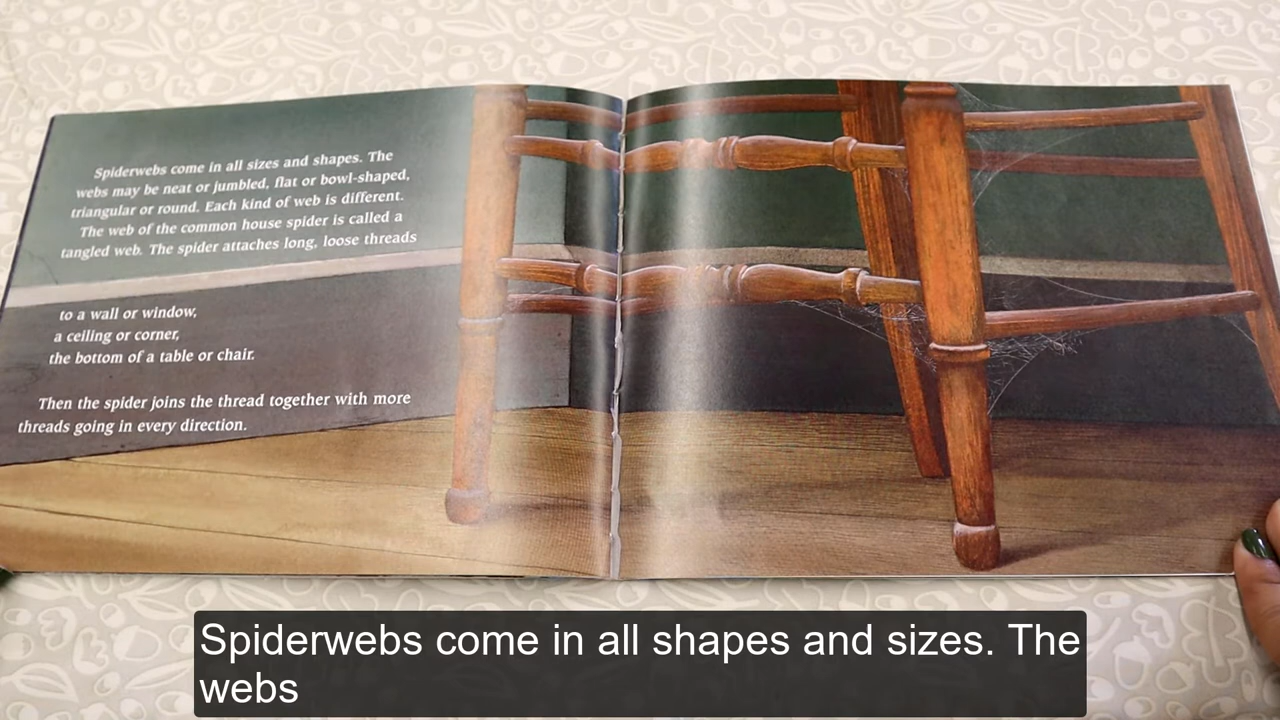 Spiderwebs come in all sizes and shapes. The
webs may be neat or jumbled, flat or bowl-shaped,
triangular or round. Each kind of web is different.
The web of the common house spider is called a
tangled web. The spider attaches long, loose threads
to a wall or window,
a ceiling or corner,
the bottom of a table or chair.
Then the spider joins the thread together with more
threads going in every direction.
Spiderwebs come in all shapes and sizes. The
webs